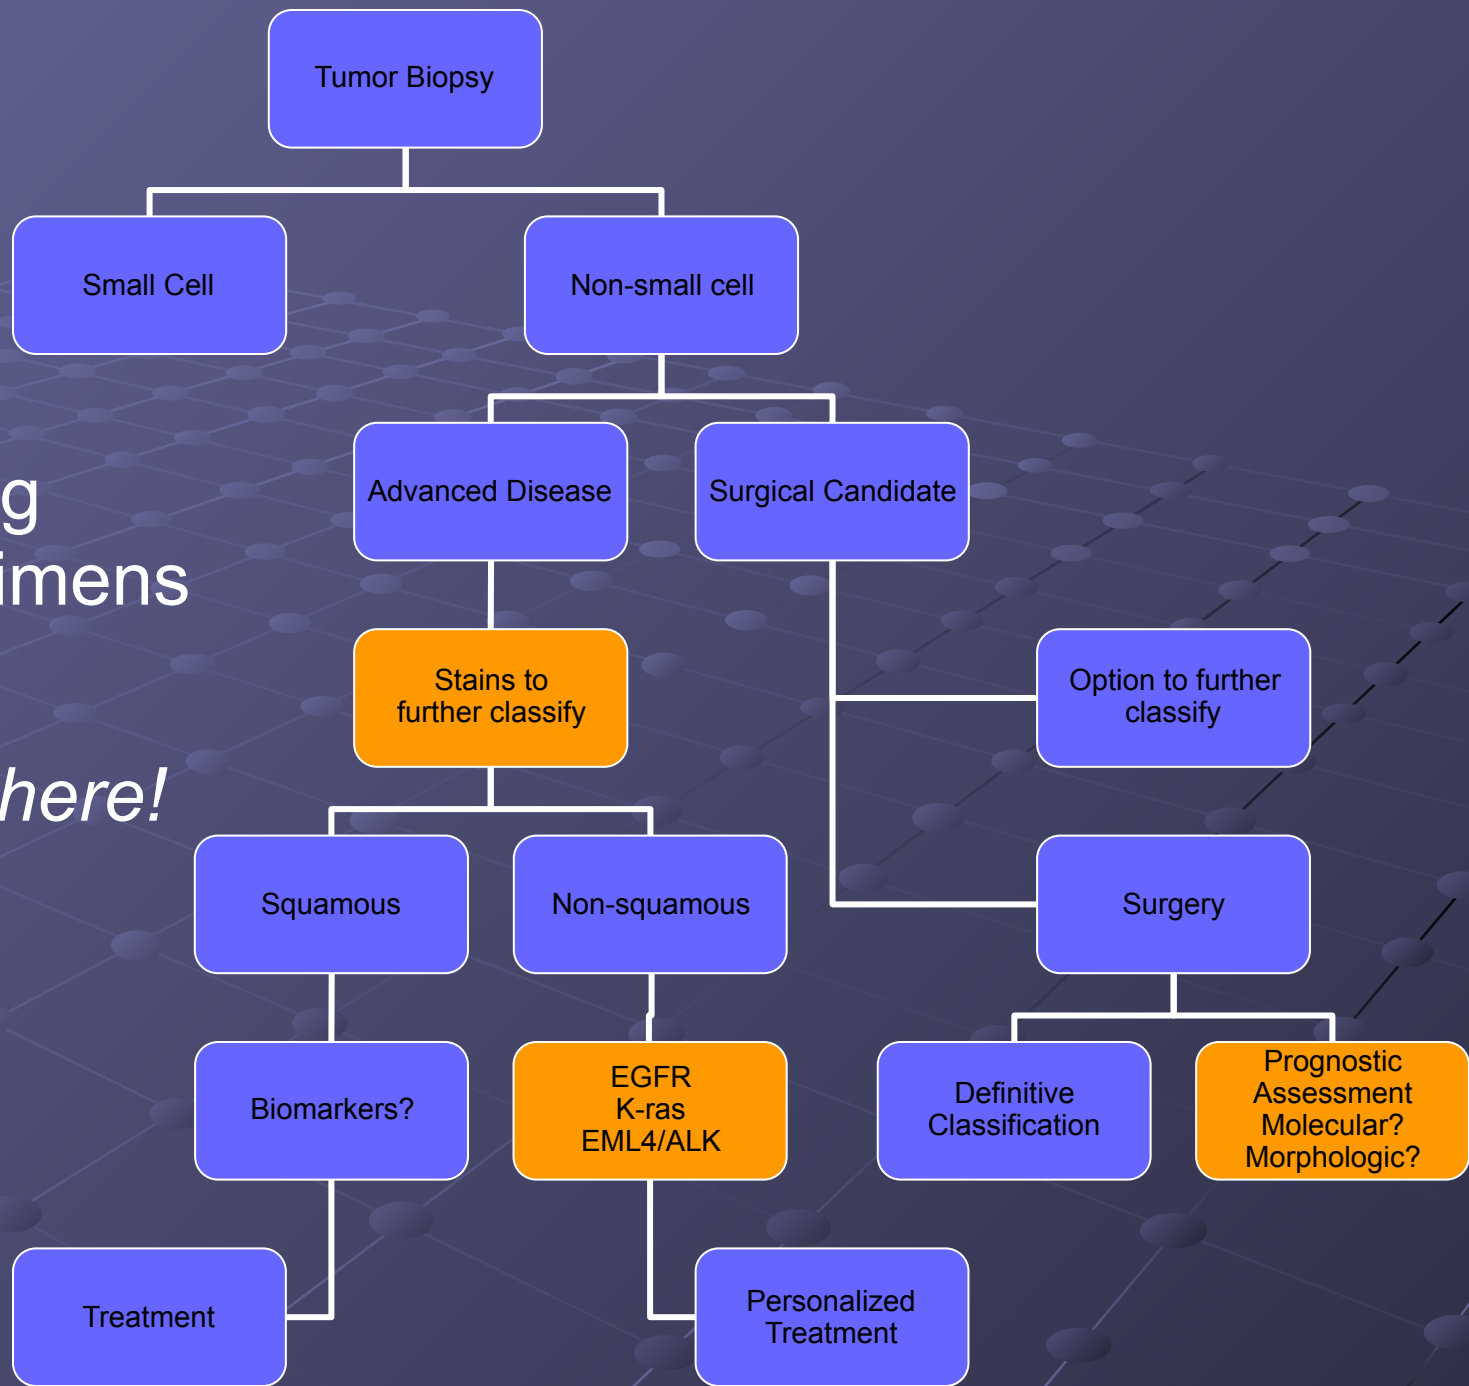 Tumor Biopsy
Small Cell
Non-small cell
Advanced Disease
Surgical Candidate
g
imens
here!
Stains to
further classify
Option to further
classify
Squamous
Non-squamous
Surgery
Biomarkers?
EGFR
K-ras
EML4/ALK
Definitive
Classification
Prognostic
Assessment
Molecular?
Morphologic?
Treatment
Personalized
Treatment